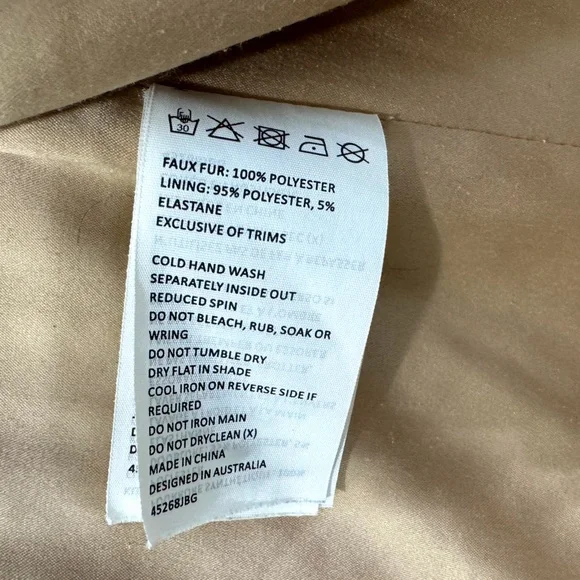 30
FAUX FUR: 100% POLYESTER
LINING: 95% POLYESTER, 5%
ELASTANE
EXCLUSIVE OF TRIMS
COLD HAND WASH
SEPARATELY INSIDE OUT
REDUCED SPIN
DO NOT BLEACH, RUB, SOAK OR
WRING
DO NOT TUMBLE DRY
DRY FLAT IN SHADE
COOL IRON ON REVERSE SIDE IF
REQUIRED
DO NOT IRON MAIN
DO NOT DRYCLEAN (X)
MADE IN CHINA
DESIGNED IN AUSTRALIA
45268JBG